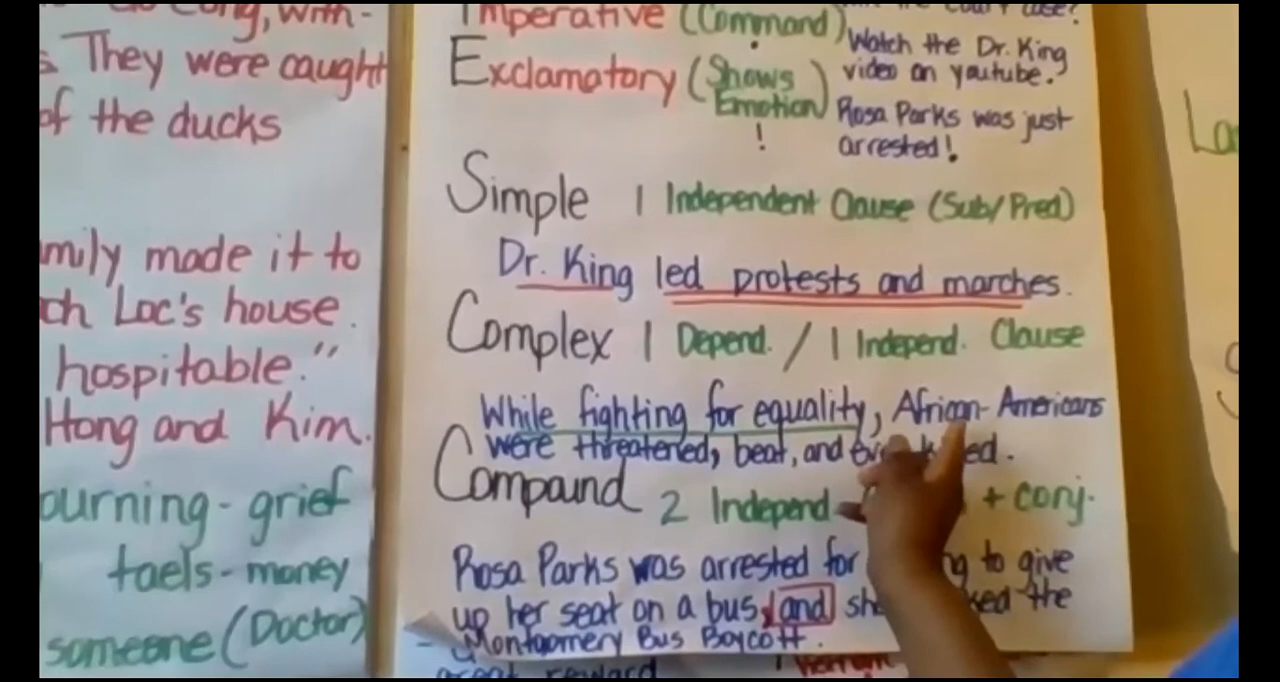 They were caught
of the ducks
made it to
Loc's house.
hospitable."
Hong and Kim.
grief
taels - money
someone (Doctor)
Imperative (Command)
Exclamatory (Shows Emotion)
!
Watch the Dr. King
video on youtube.
Rosa Parks was just
arrested!
Simple 1 Independent Clause (Sub/Pred)
Dr. King led protests and marches.
Complex 1 Depend. / 1 Independ. Clause
While fighting for equality, African-Americans
were threatened, beat, and
Compound 2 Independ + conj.
Rosa Parks was arrested for to give
up her seat on a bus, and the
Montgomery Bus Boycott.
reward